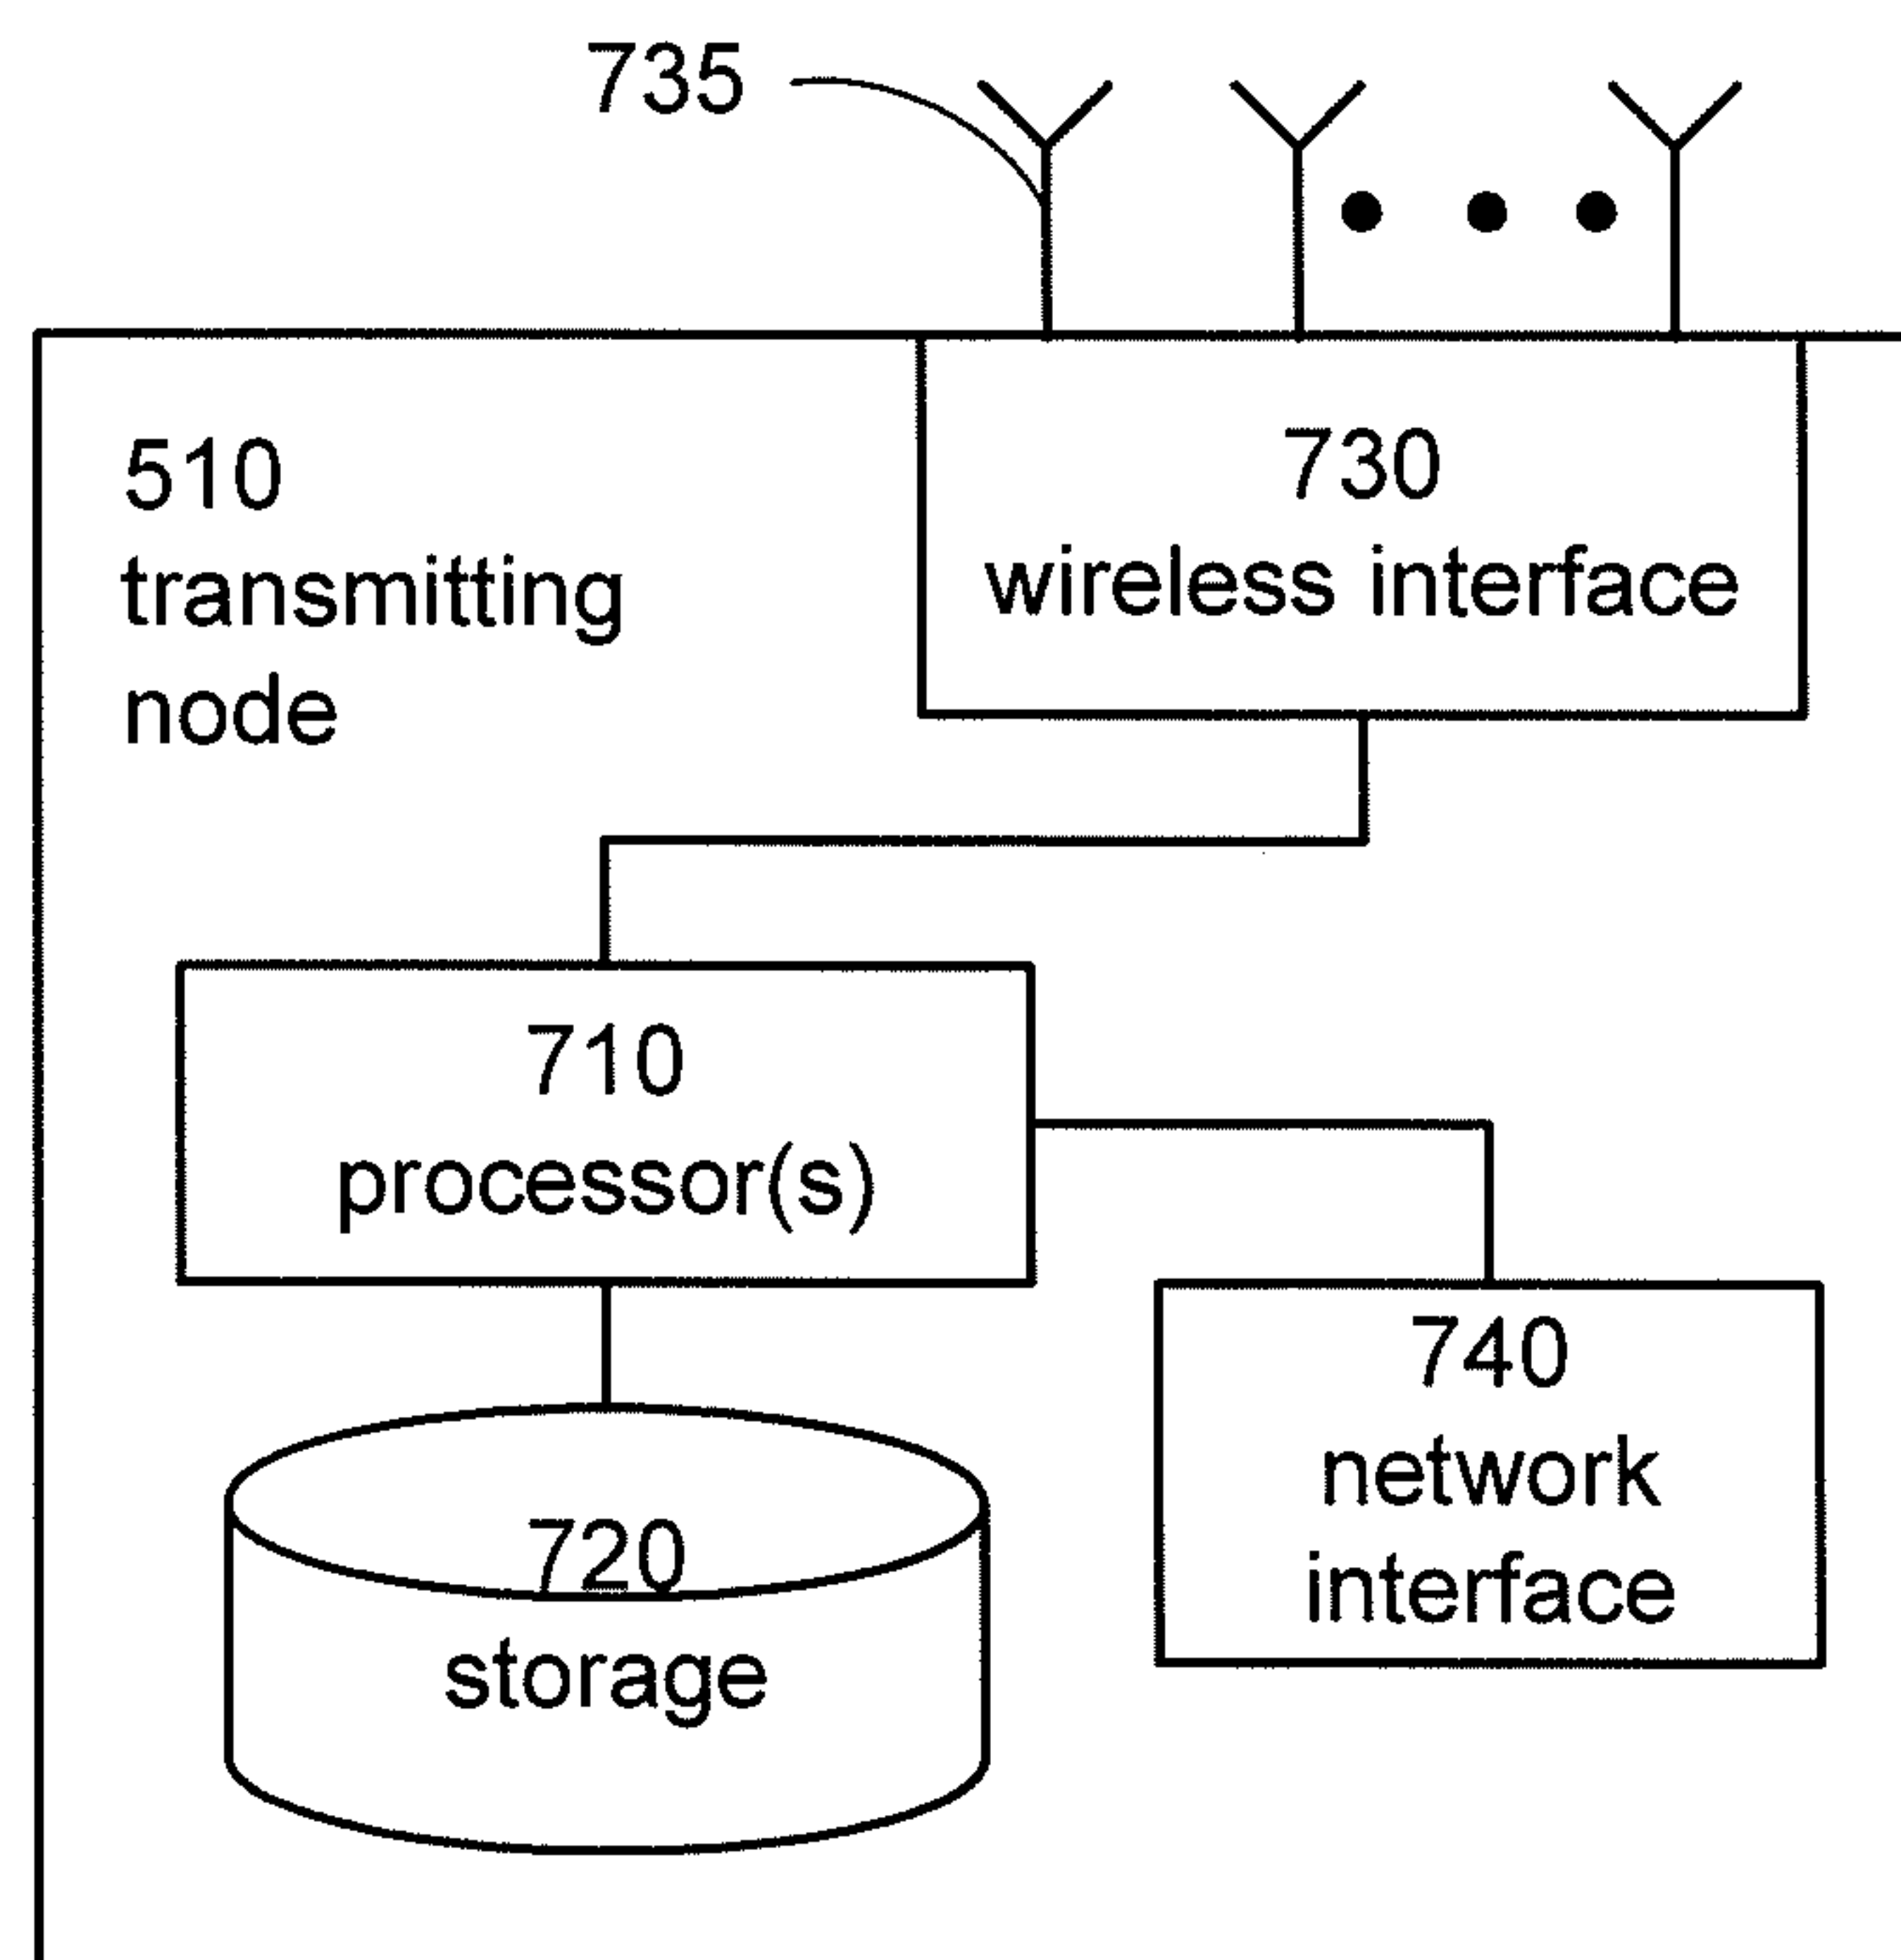 735
510
transmitting
node
730
wireless interface
710
processor(s)
740
network
interface
720
storage